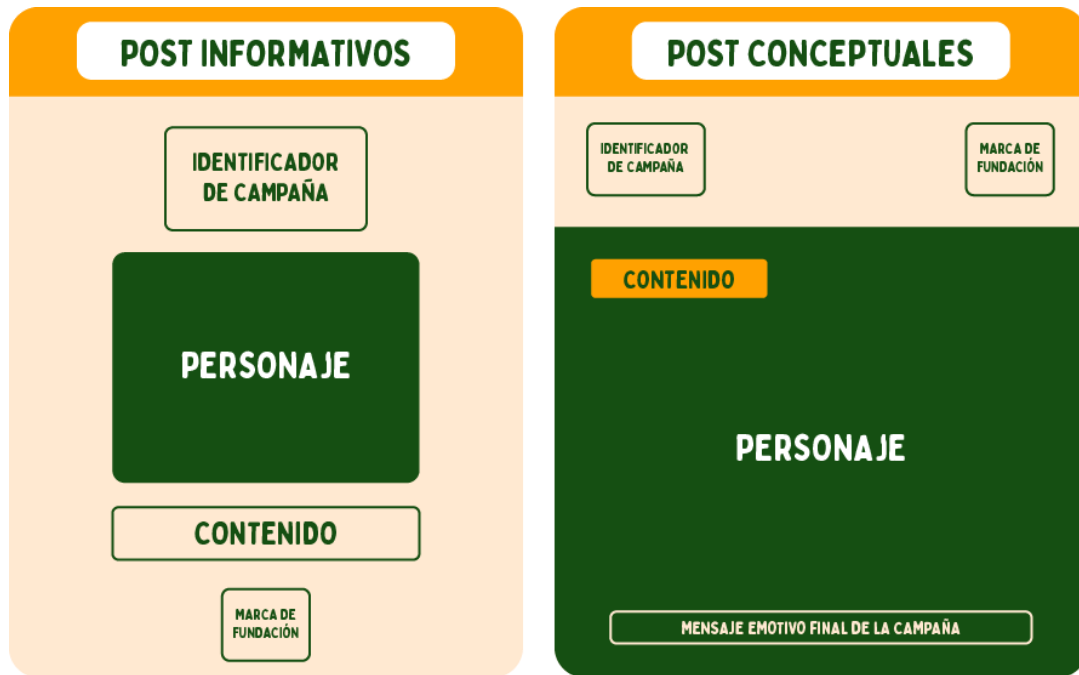 POST INFORMATIVOS
IDENTIFICADOR
DE CAMPAÑA
PERSONAJE
CONTENIDO
MARCA DE
FUNDACIÓN
POST CONCEPTUALES
IDENTIFICADOR
DE CAMPAÑA
MARCA DE
FUNDACIÓN
CONTENIDO
PERSONAJE
MENSAJE EMOTIVO FINAL DE LA CAMPAÑA